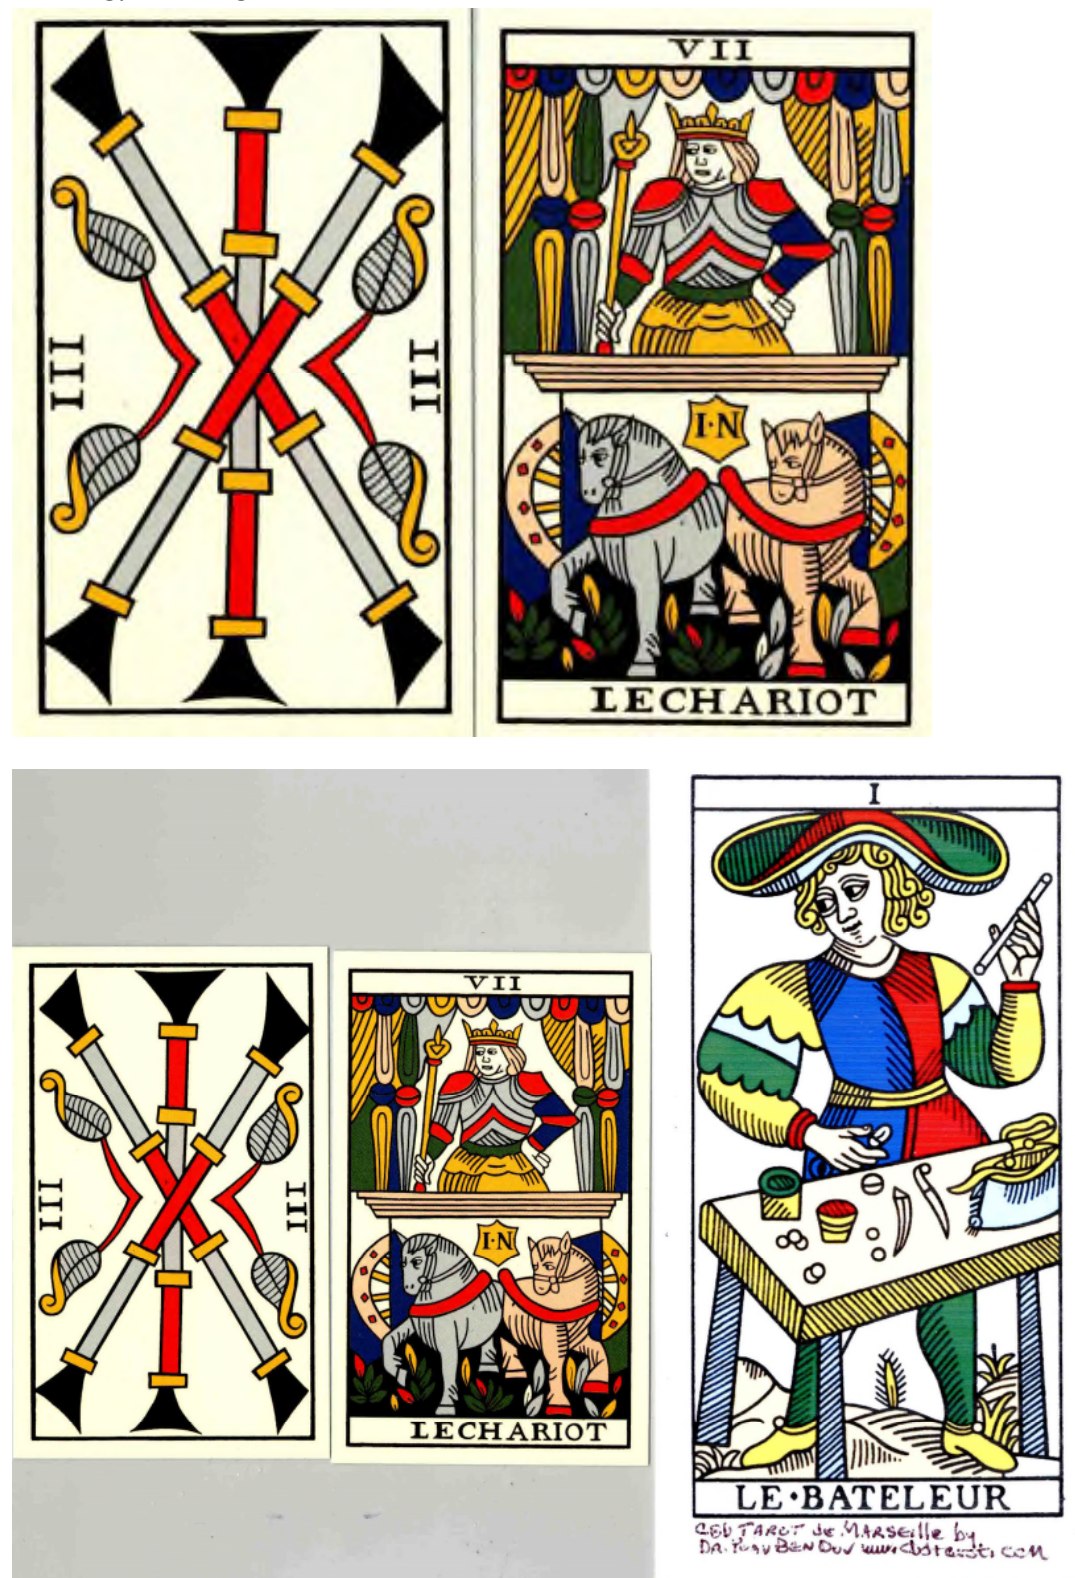 III
III
VII
I·N
LECHARIOT
III
III
VII
I·N
LECHARIOT
I
LE·BATELEUR
CBD TAROT de MARSEille by
DR. YOAV BEN DOV www.cbdtarot.com